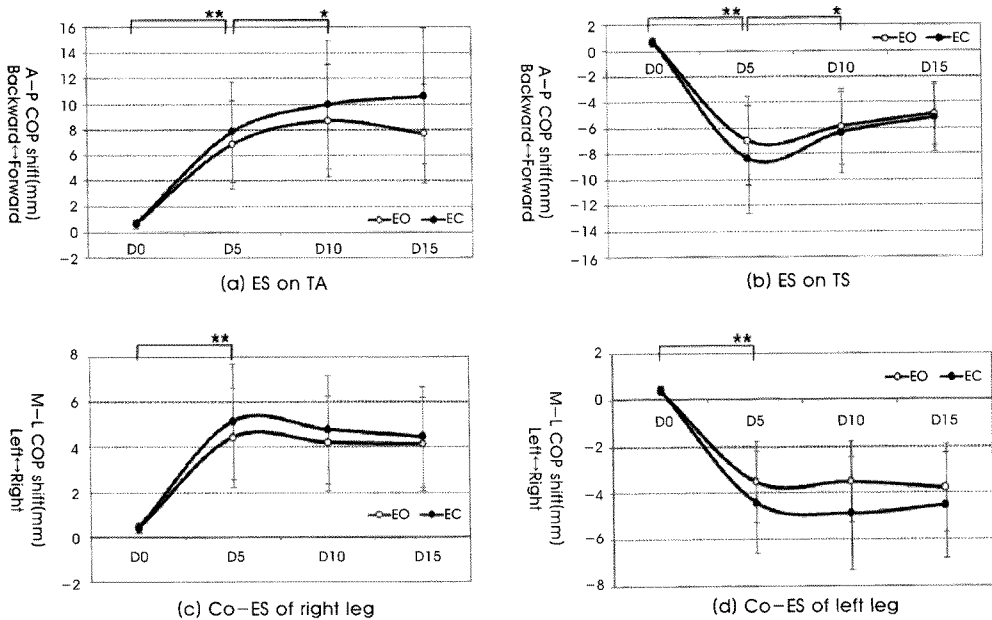 ** *
16
14
12
10
8
6
4
2
0
−2
A−P COP shift(mm)
Backward↔Forward
EO EC
D0 D5 D10 D15
(a) ES on TA
** *
2
0
−2
−4
−6
−8
−10
−12
−14
−16
A−P COP shift(mm)
Backward↔Forward
EO EC
D0 D5 D10 D15
(b) ES on TS
**
8
6
4
2
0
−2
M−L COP shift(mm)
Left↔Right
EO EC
D0 D5 D10 D15
(c) Co−ES of right leg
**
2
0
−2
−4
−6
−8
M−L COP shift(mm)
Left↔Right
EO EC
D0 D5 D10 D15
(d) Co−ES of left leg